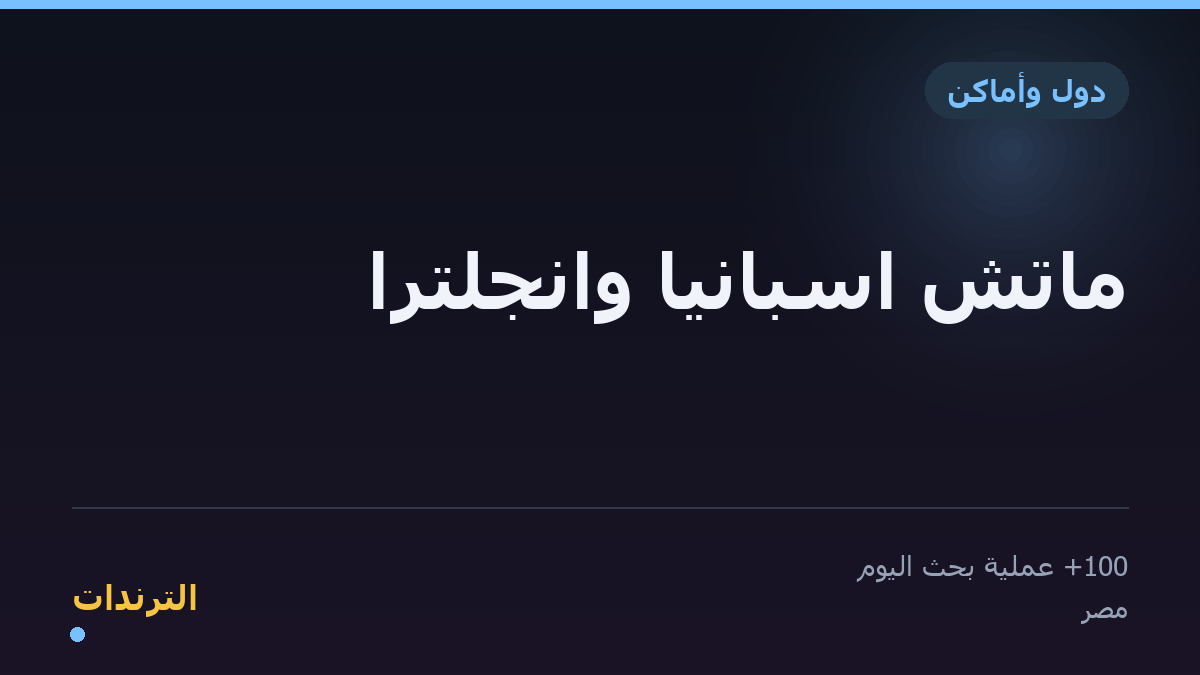 دول وأماكن
ماتش اسبانيا وانجلترا
100+ عملية بحث اليوم
مصر
الترندات